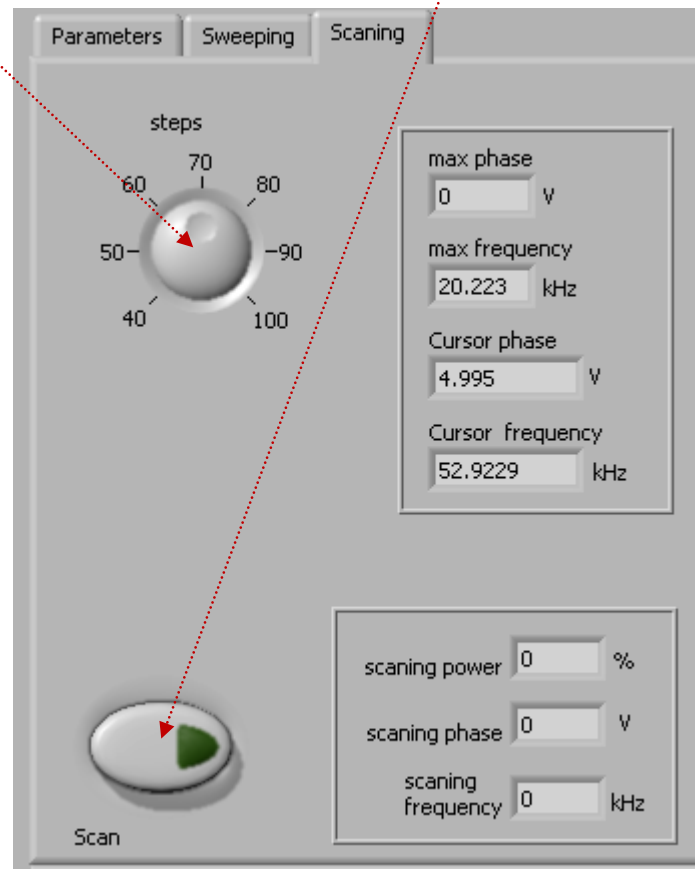 Parameters Sweeping Scaning
steps
70
60 80
50 90
40 100
max phase
0 V
max frequency
20.223 kHz
Cursor phase
4.995 V
Cursor frequency
52.9229 kHz
scaning power 0 %
scaning phase 0 V
scaning
frequency 0 kHz
Scan